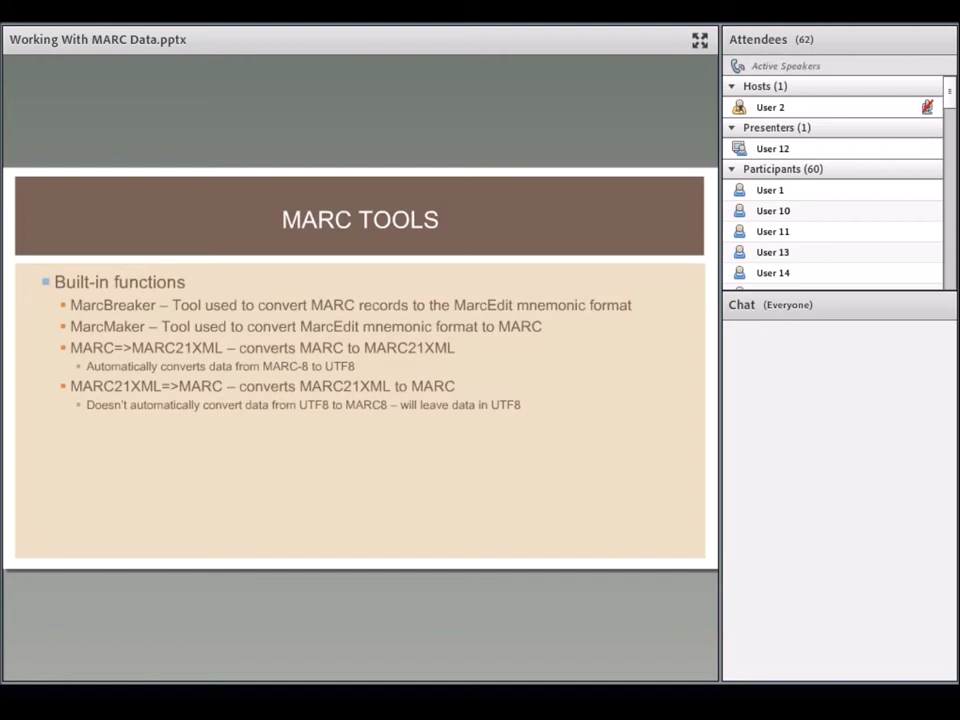 Working With MARC Data.pptx
MARC TOOLS
Built-in functions
MarcBreaker – Tool used to convert MARC records to the MarcEdit mnemonic format
MarcMaker – Tool used to convert MarcEdit mnemonic format to MARC
MARC=>MARC21XML – converts MARC to MARC21XML
Automatically converts data from MARC-8 to UTF8
MARC21XML=>MARC – converts MARC21XML to MARC
Doesn't automatically convert data from UTF8 to MARC8 – will leave data in UTF8
Attendees (62)
Active Speakers
Hosts (1)
User 2
Presenters (1)
User 12
Participants (60)
User 1
User 10
User 11
User 13
User 14
Chat (Everyone)